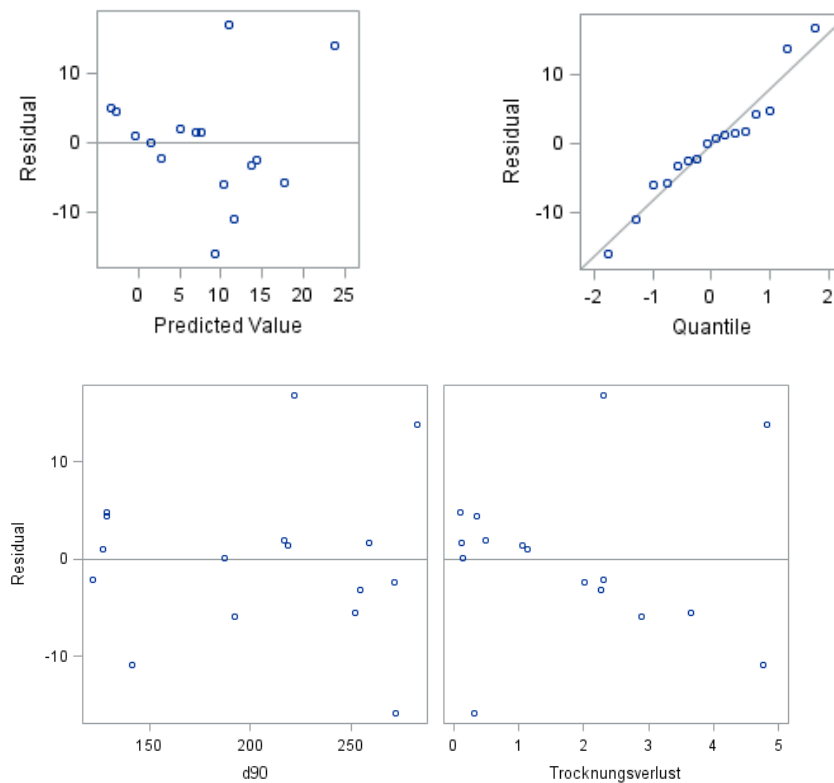 Residual
10
0
-10
0 5 10 15 20 25
Predicted Value
Residual
10
0
-10
-2 -1 0 1 2
Quantile
Residual
10
0
-10
150 200 250
d90
0 1 2 3 4 5
Trocknungsverlust